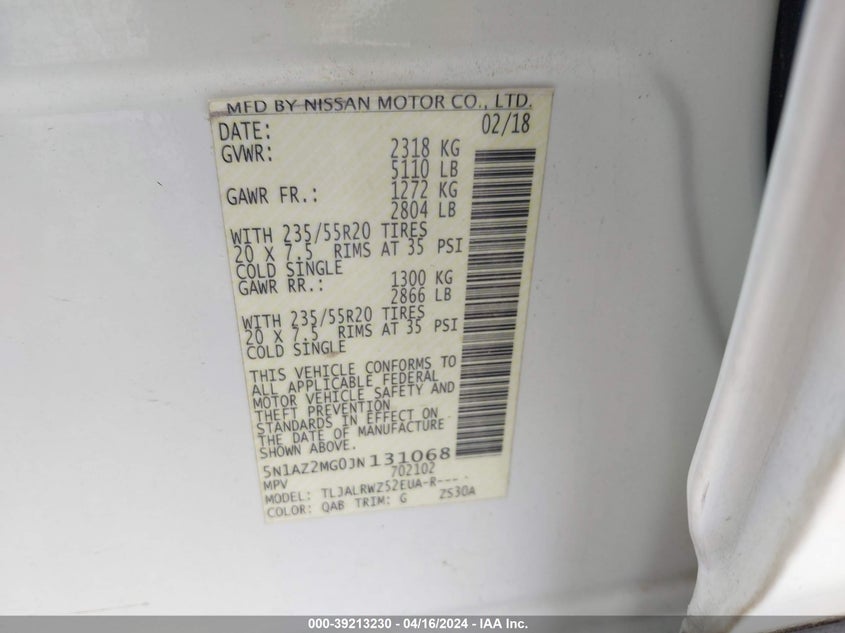 MFD BY NISSAN MOTOR CO., LTD.
DATE: 02/18
GVWR: 2318 KG
5110 LB
GAWR FR.: 1272 KG
2804 LB
WITH 235/55R20 TIRES
20 X 7.5 RIMS AT 35 PSI
COLD SINGLE
GAWR RR.: 1300 KG
2866 LB
WITH 235/55R20 TIRES
20 X 7.5 RIMS AT 35 PSI
COLD SINGLE
THIS VEHICLE CONFORMS TO
ALL APPLICABLE FEDERAL
MOTOR VEHICLE SAFETY AND
THEFT PREVENTION
STANDARDS IN EFFECT ON
THE DATE OF MANUFACTURE
SHOWN ABOVE.
5N1AZ2MG0JN131068
MPV 702102
MODEL: TLJALRWZ52EUA-R----
COLOR: QAB TRIM: G ZS30A
000-39213230 - 04/16/2024 - IAA Inc.